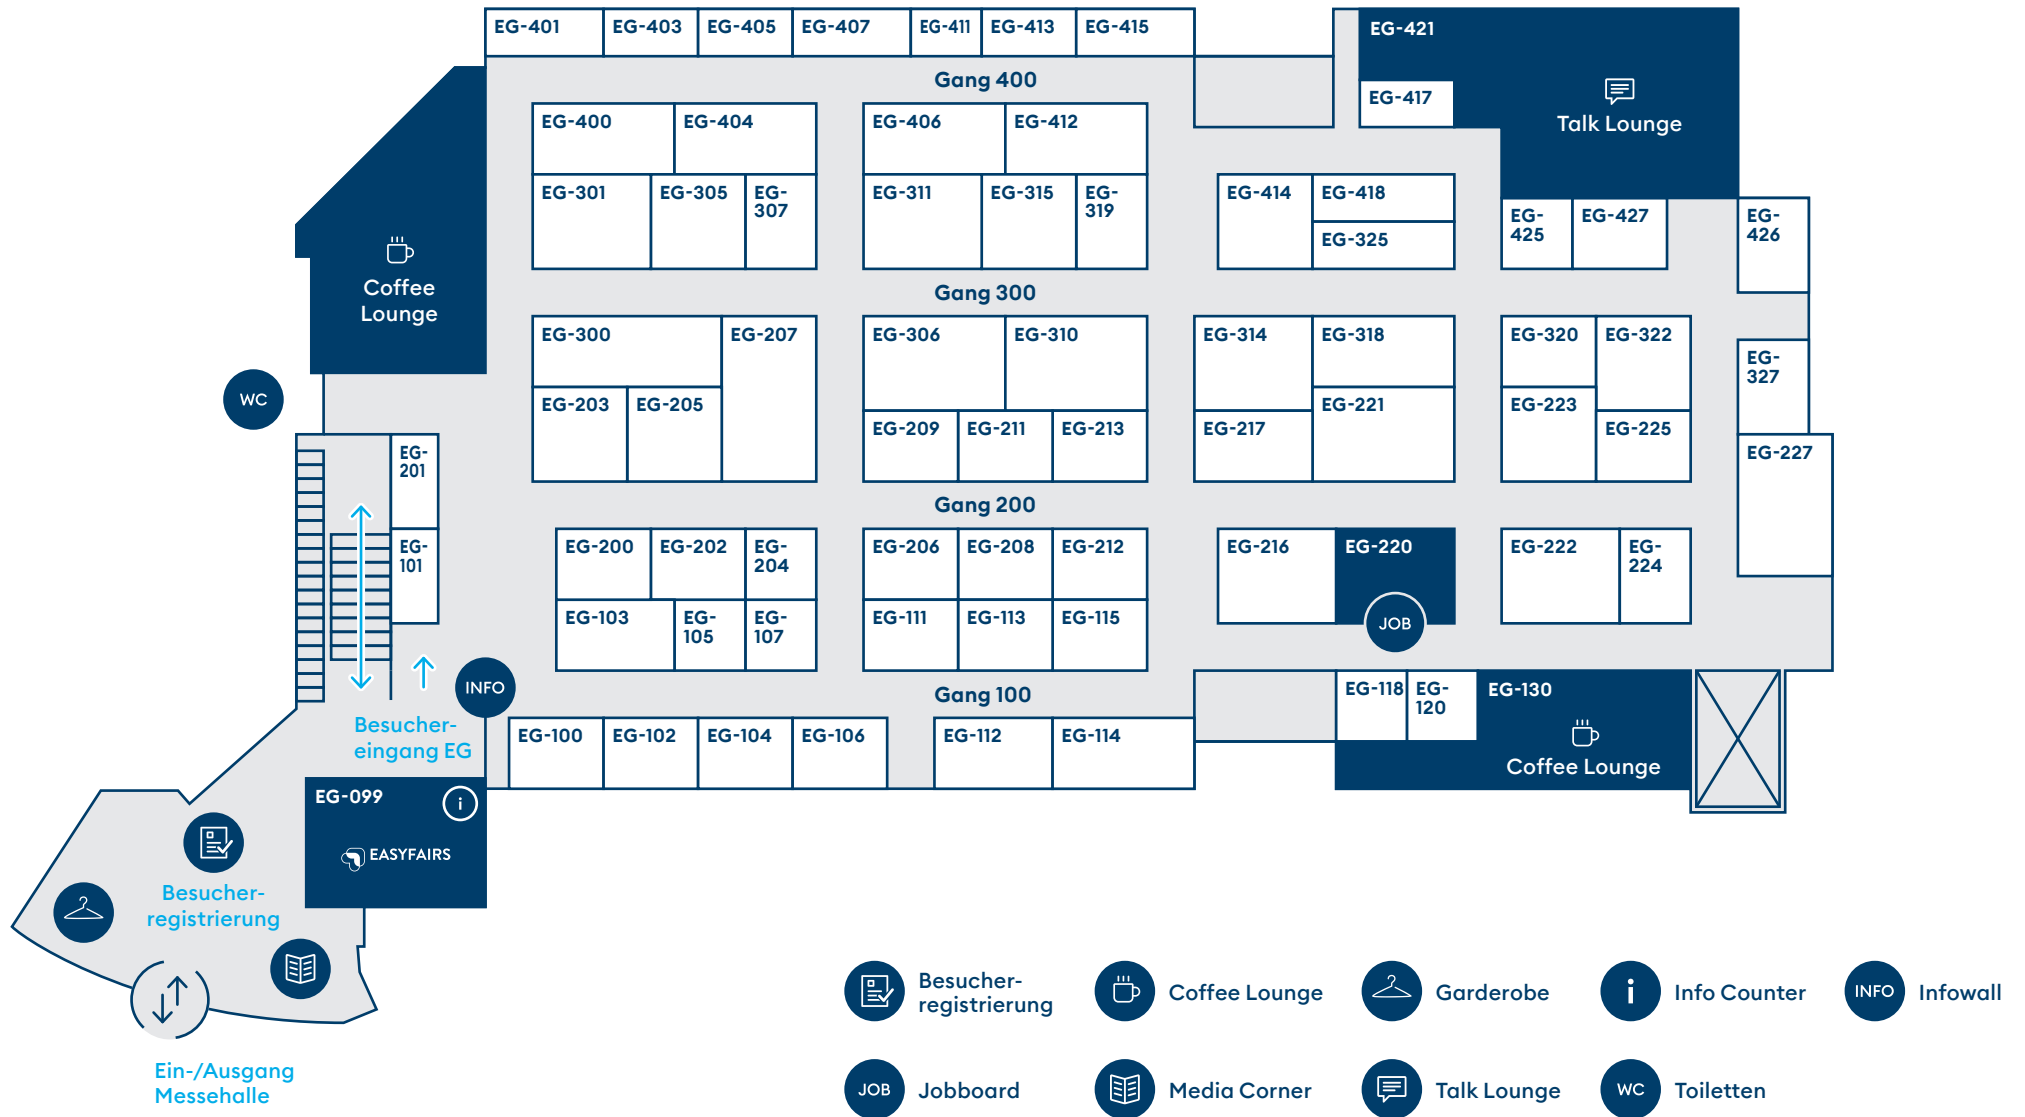 EG-401
EG-403
EG-405
EG-407
EG-411
EG-413
EG-415
EG-421
Gang 400
EG-417
Talk Lounge
EG-400
EG-404
EG-406
EG-412
EG-301
EG-305
EG-
307
EG-311
EG-315
EG-
319
EG-414
EG-418
EG-325
EG-
425
EG-427
EG-
426
Coffee
Lounge
Gang 300
EG-300
EG-207
EG-306
EG-310
EG-314
EG-318
EG-320
EG-322
EG-
327
WC
EG-203
EG-205
EG-209
EG-211
EG-213
EG-217
EG-221
EG-223
EG-225
EG-227
EG-
201
Gang 200
EG-
101
EG-200
EG-202
EG-
204
EG-206
EG-208
EG-212
EG-216
EG-220
EG-222
EG-
224
EG-103
EG-
105
EG-
107
EG-111
EG-113
EG-115
JOB
INFO
Gang 100
EG-118
EG-
120
EG-130
Coffee Lounge
Besucher-
eingang EG
EG-100
EG-102
EG-104
EG-106
EG-112
EG-114
EG-099
i
EASYFAIRS
Besucher-
registrierung
Ein-/Ausgang
Messehalle
Besucher-
registrierung
Coffee Lounge
Garderobe
i
Info Counter
INFO
Infowall
JOB
Jobboard
Media Corner
Talk Lounge
WC
Toiletten